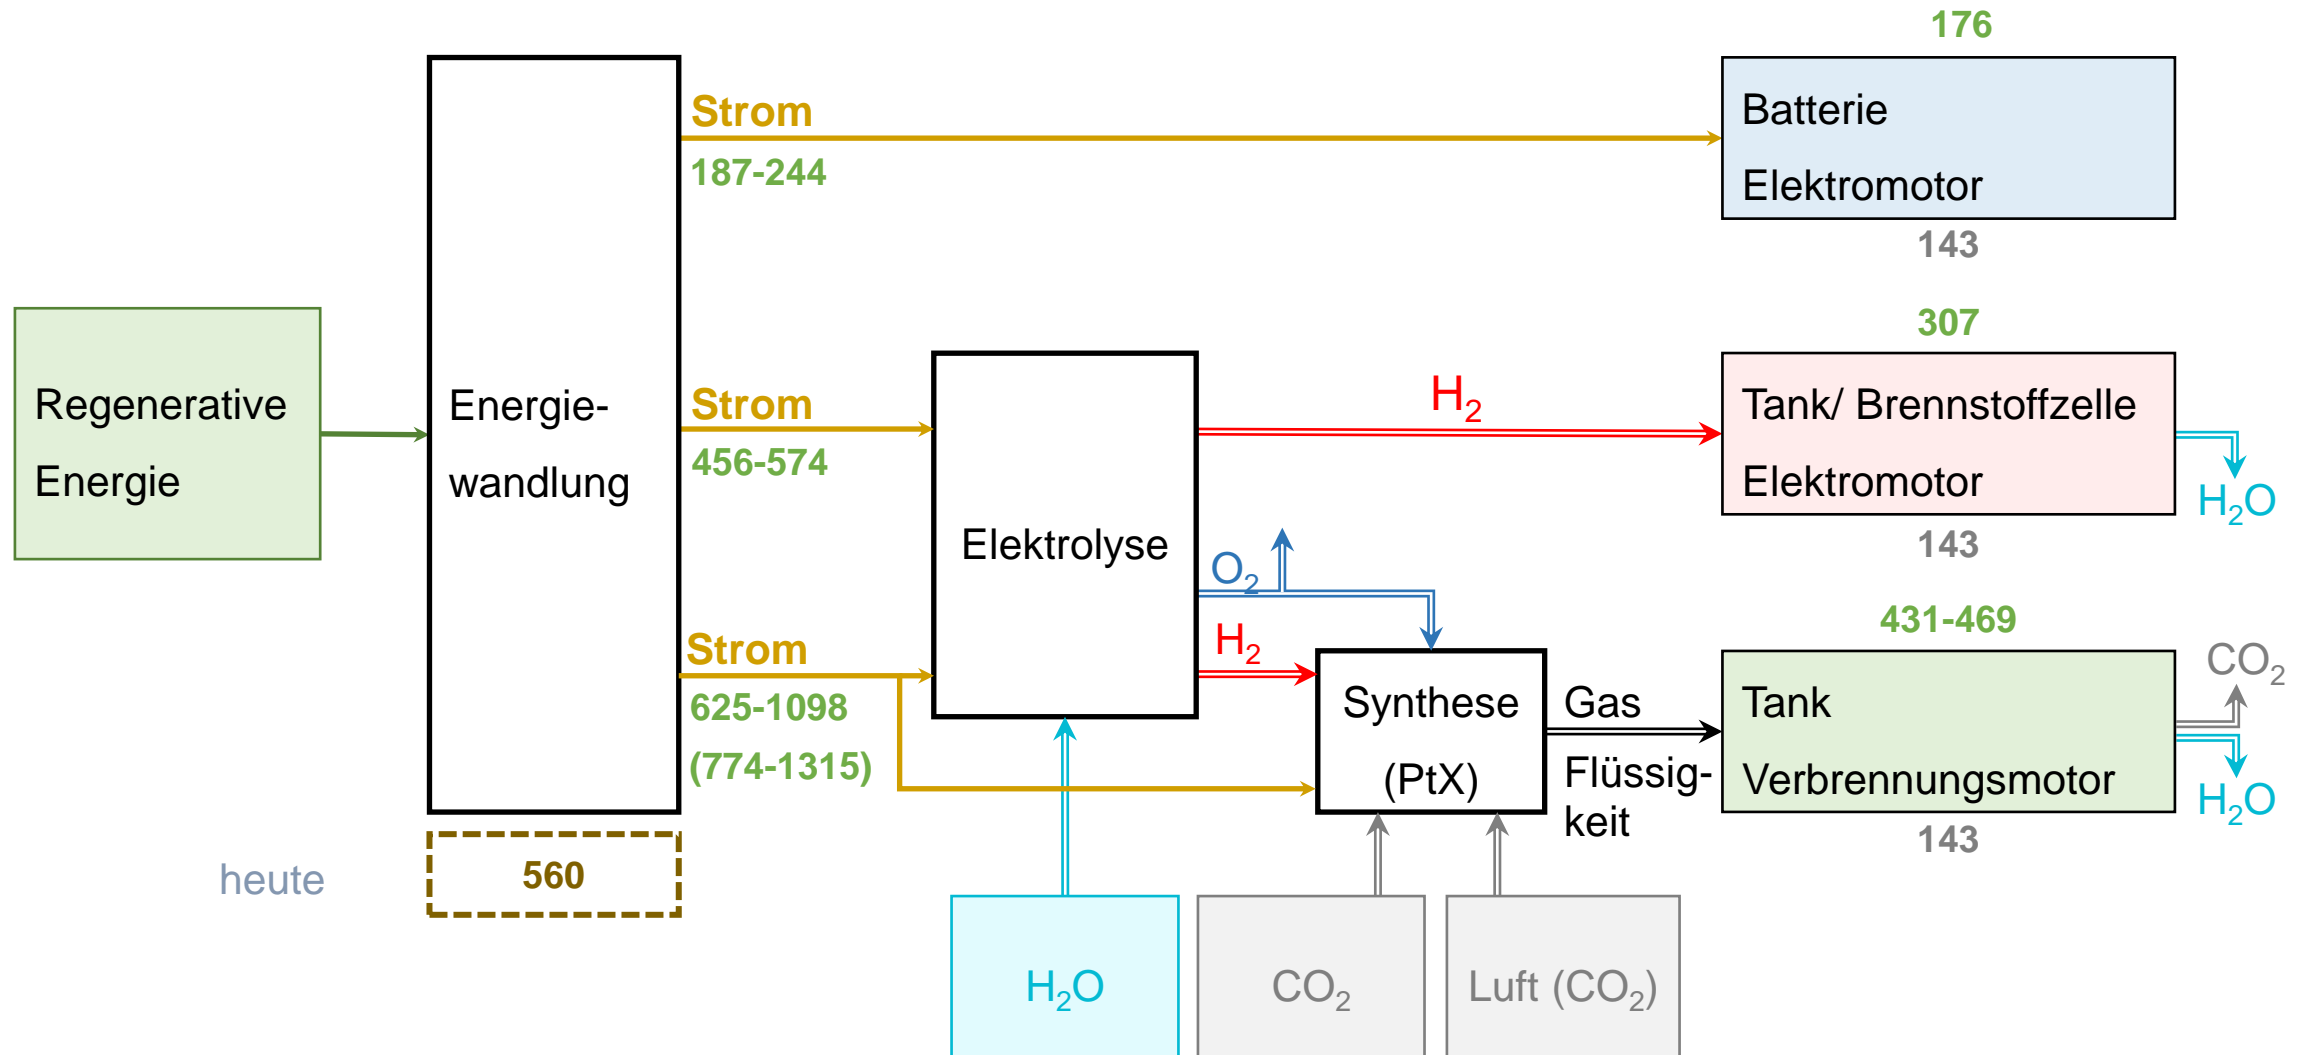 176
Strom
187-244
Batterie
Elektromotor
143
Regenerative
Energie
Energie-
wandlung
Strom
456-574
Elektrolyse
H₂
307
Tank/ Brennstoffzelle
Elektromotor
143
H₂O
O₂
H₂
Strom
625-1098
(774-1315)
Synthese
(PtX)
Gas
Flüssig-
keit
431-469
Tank
Verbrennungsmotor
143
CO₂
H₂O
heute
560
H₂O
CO₂
Luft (CO₂)